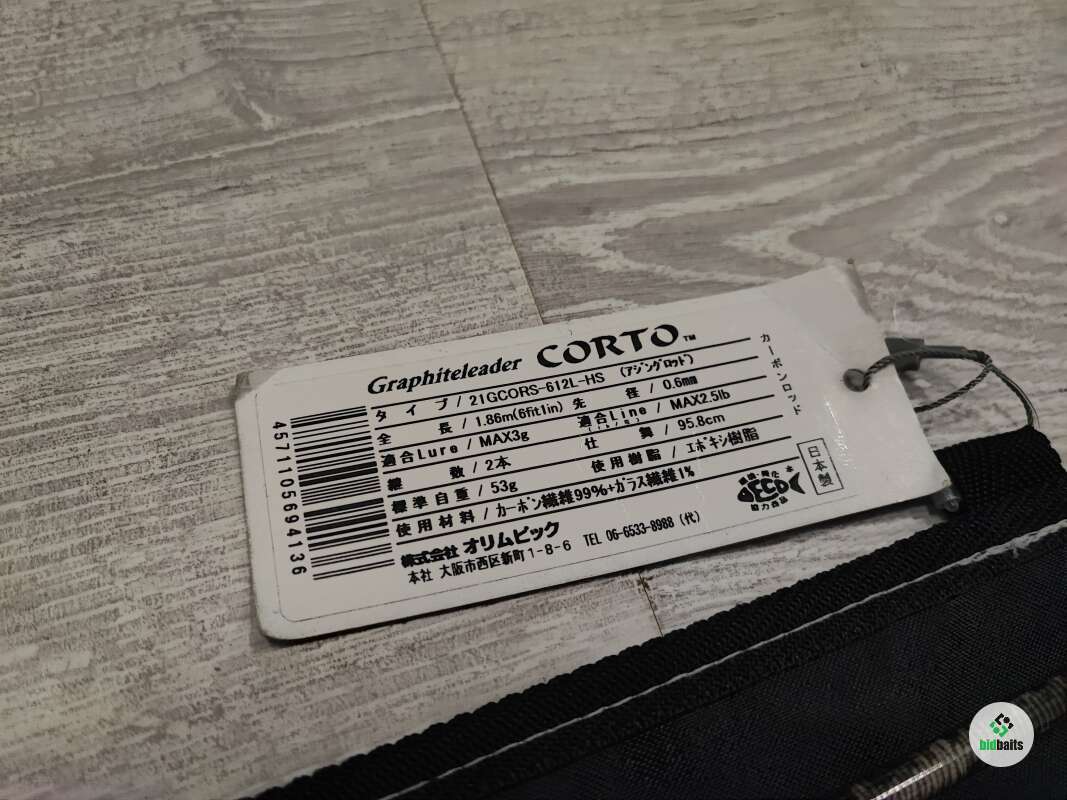 Graphiteleader CORTO™
タイプ / 21GCORS-612L-HS (アジングロッド)
全長 / 1.86m(6fit1in) 先径 / 0.6mm
適合Lure / MAX3g 適合Line / MAX2.5lb
継数 / 2本 仕舞 / 95.8cm
標準自重 / 53g 使用樹脂 / エポキシ樹脂
使用材料 / カーボン繊維99%+ガラス繊維1%
株式会社 オリムピック
本社 大阪市西区新町1-8-6 TEL 06-6533-8988 (代)
カーボンロッド
日本製
ECO
4571105694136
bidbaits